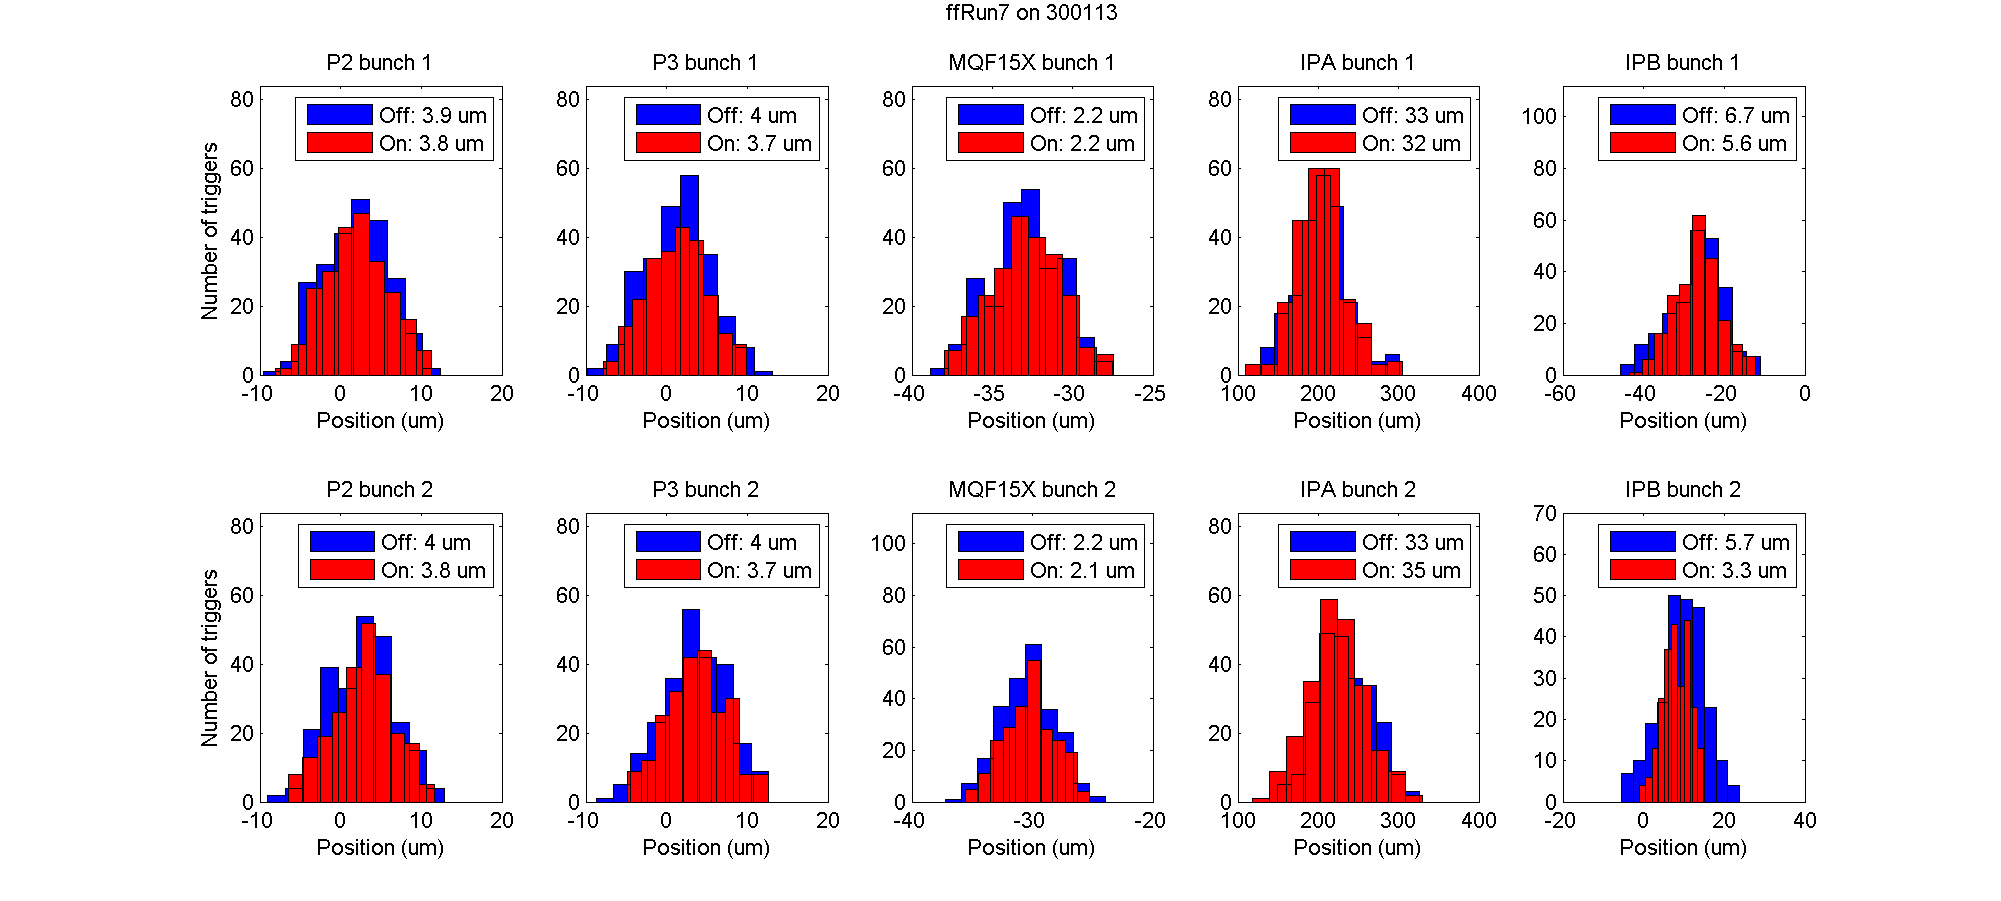 ffRun7 on 300113
P2 bunch 1
P3 bunch 1
MQF15X bunch 1
IPA bunch 1
IPB bunch 1
Number of triggers
80
60
40
20
0
Off: 3.9 um
On: 3.8 um
-10 0 10 20
Position (um)
80
60
40
20
0
Off: 4 um
On: 3.7 um
-10 0 10 20
Position (um)
80
60
40
20
0
Off: 2.2 um
On: 2.2 um
-40 -35 -30 -25
Position (um)
80
60
40
20
0
Off: 33 um
On: 32 um
100 200 300 400
Position (um)
100
80
60
40
20
0
Off: 6.7 um
On: 5.6 um
-60 -40 -20 0
Position (um)
P2 bunch 2
P3 bunch 2
MQF15X bunch 2
IPA bunch 2
IPB bunch 2
Number of triggers
80
60
40
20
0
Off: 4 um
On: 3.8 um
-10 0 10 20
Position (um)
80
60
40
20
0
Off: 4 um
On: 3.7 um
-10 0 10 20
Position (um)
100
80
60
40
20
0
Off: 2.2 um
On: 2.1 um
-40 -30 -20
Position (um)
80
60
40
20
0
Off: 33 um
On: 35 um
100 200 300 400
Position (um)
70
60
50
40
30
20
10
0
Off: 5.7 um
On: 3.3 um
-20 0 20 40
Position (um)